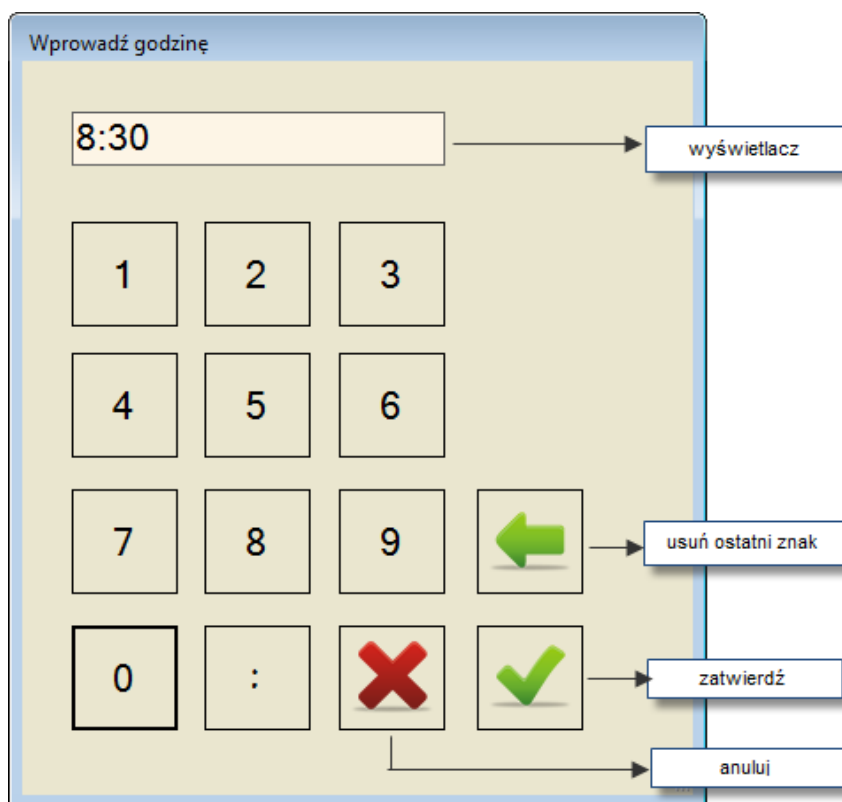 Wprowadź godzinę
8:30
wyświetlacz
1 2 3
4 5 6
7 8 9
usuń ostatni znak
0 :
zatwierdź
anuluj